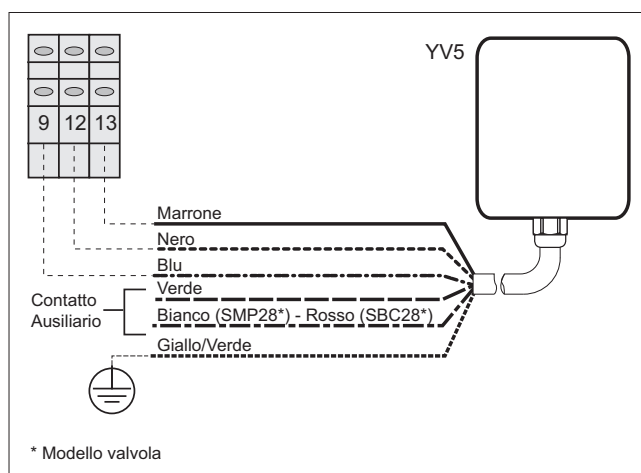 YV5
9 12 13
Marrone
Nero
Blu
Verde
Contatto
Ausiliario
Bianco (SMP28*) - Rosso (SBC28*)
Giallo/Verde
* Modello valvola